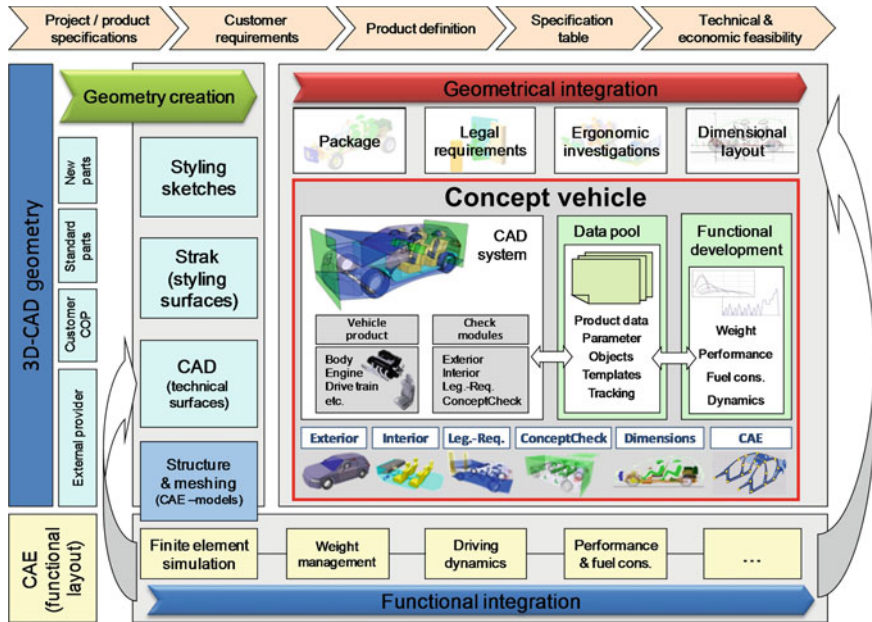 Project / product
specifications
Customer
requirements
Product definition
Specification
table
Technical &
economic feasibility
3D-CAD geometry
New
parts
Standard
parts
Customer
COP
External provider
Geometry creation
Styling
sketches
Strak
(styling
surfaces)
CAD
(technical
surfaces)
Structure
& meshing
(CAE –models)
Geometrical integration
Package
Legal
requirements
Ergonomic
investigations
Dimensional
layout
Concept vehicle
CAD
system
Vehicle
product
Body
Engine
Drive train
etc.
Check
modules
Exterior
Interior
Leg.-Req.
ConceptCheck
Data pool
Product data
Parameter
Objects
Templates
Tracking
Functional
development
Weight
Performance
Fuel cons.
Dynamics
Exterior
Interior
Leg.-Req.
ConceptCheck
Dimensions
CAE
CAE
(functional
layout)
Finite element
simulation
Weight
management
Driving
dynamics
Performance
& fuel cons.
...
Functional integration